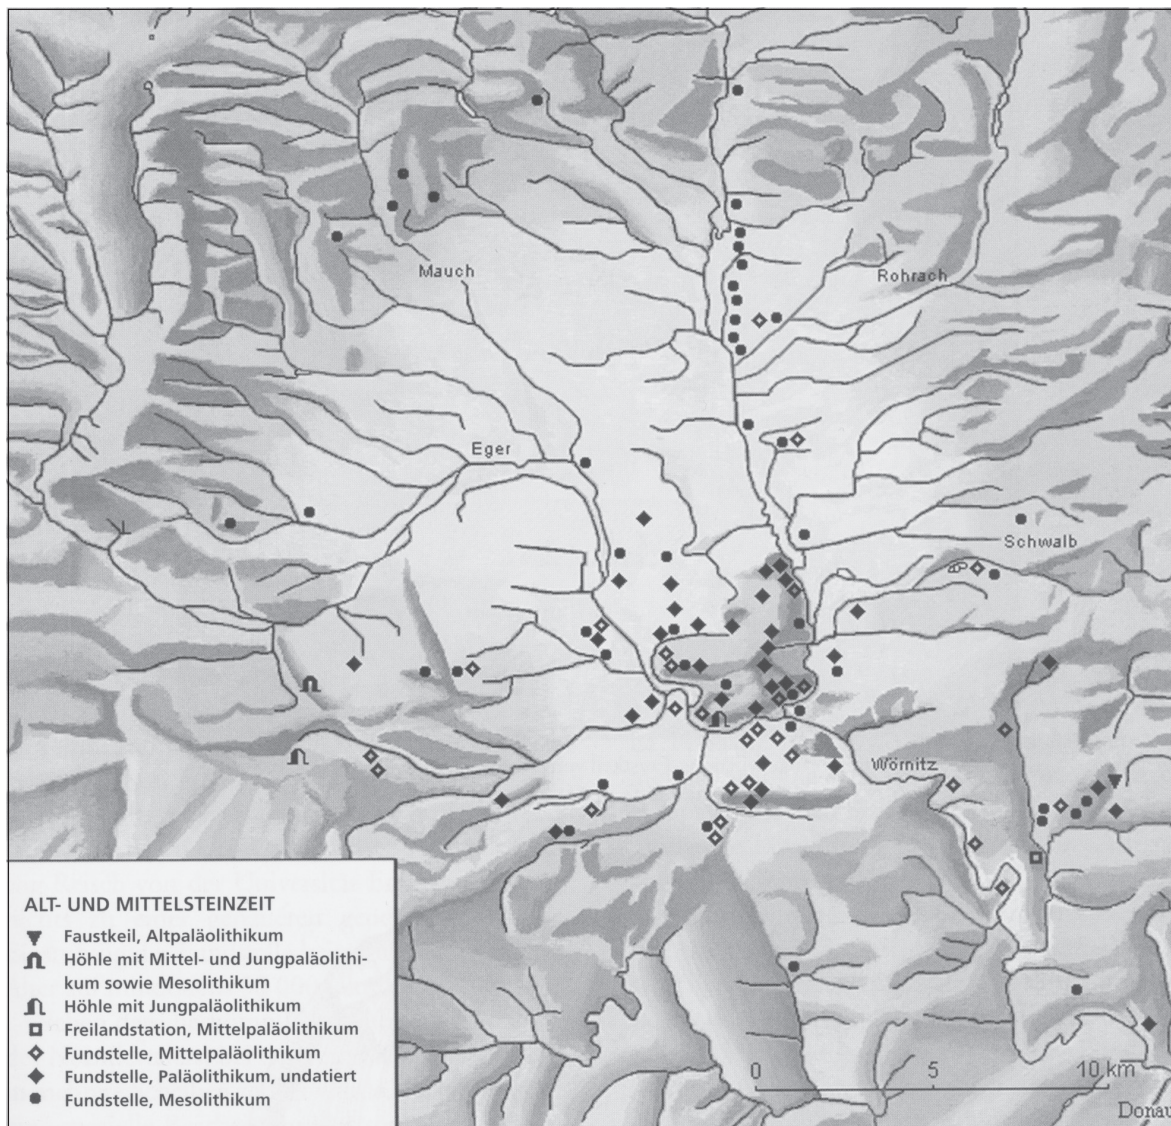 Mauch
Rohrach
Eger
Schwalb
Wörnitz
ALT- UND MITTELSTEINZEIT
Faustkeil, Altpaläolithikum
Höhle mit Mittel- und Jungpaläolithi-
kum sowie Mesolithikum
Höhle mit Jungpaläolithikum
Freilandstation, Mittelpaläolithikum
Fundstelle, Mittelpaläolithikum
Fundstelle, Paläolithikum, undatiert
Fundstelle, Mesolithikum
0 5 10 km
Donau